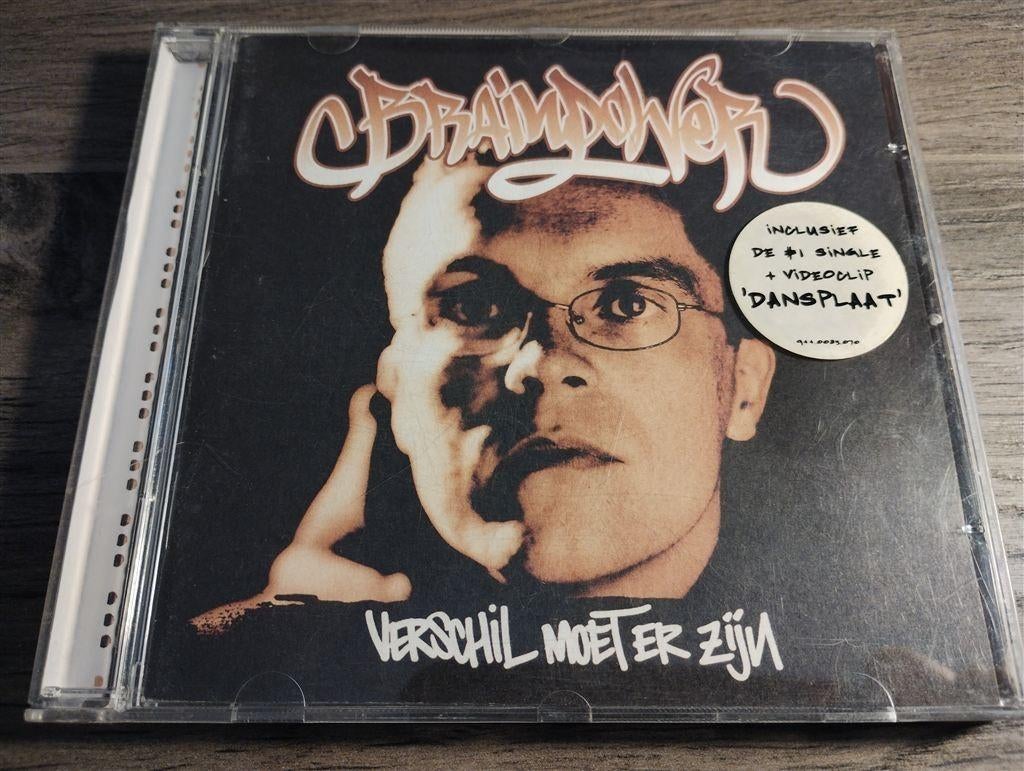 BRAINPOWER
INCLUSIEF
DE #1 SINGLE
+ VIDEOCLIP
'DANSPLAAT'
VERSCHIL MOET ER ZIJN